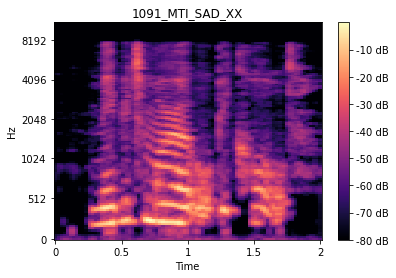 1091_MTI_SAD_XX
8192
4096
2048
1024
512
0
Hz
0
0.5
1
1.5
2
Time
-10 dB
-20 dB
-30 dB
-40 dB
-50 dB
-60 dB
-70 dB
-80 dB